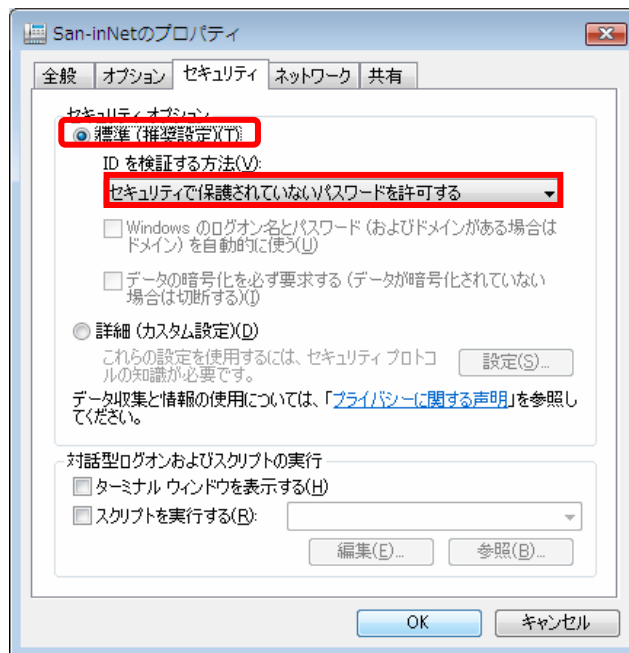 San-inNetのプロパティ
全般 オプション セキュリティ ネットワーク 共有
セキュリティ オプション
標準 (推奨設定)(T)
ID を検証する方法(V):
セキュリティで保護されていないパスワードを許可する
Windows のログオン名とパスワード (およびドメインがある場合は
ドメイン) を自動的に使う(U)
データの暗号化を必ず要求する (データが暗号化されていない
場合は切断する)(I)
詳細 (カスタム設定)(D)
これらの設定を使用するには、セキュリティ プロトコ
ルの知識が必要です。
設定(S)...
データ収集と情報の使用については、「プライバシーに関する声明」を参照し
てください。
対話型ログオンおよびスクリプトの実行
ターミナル ウィンドウを表示する(H)
スクリプトを実行する(R):
編集(E)... 参照(B)...
OK キャンセル